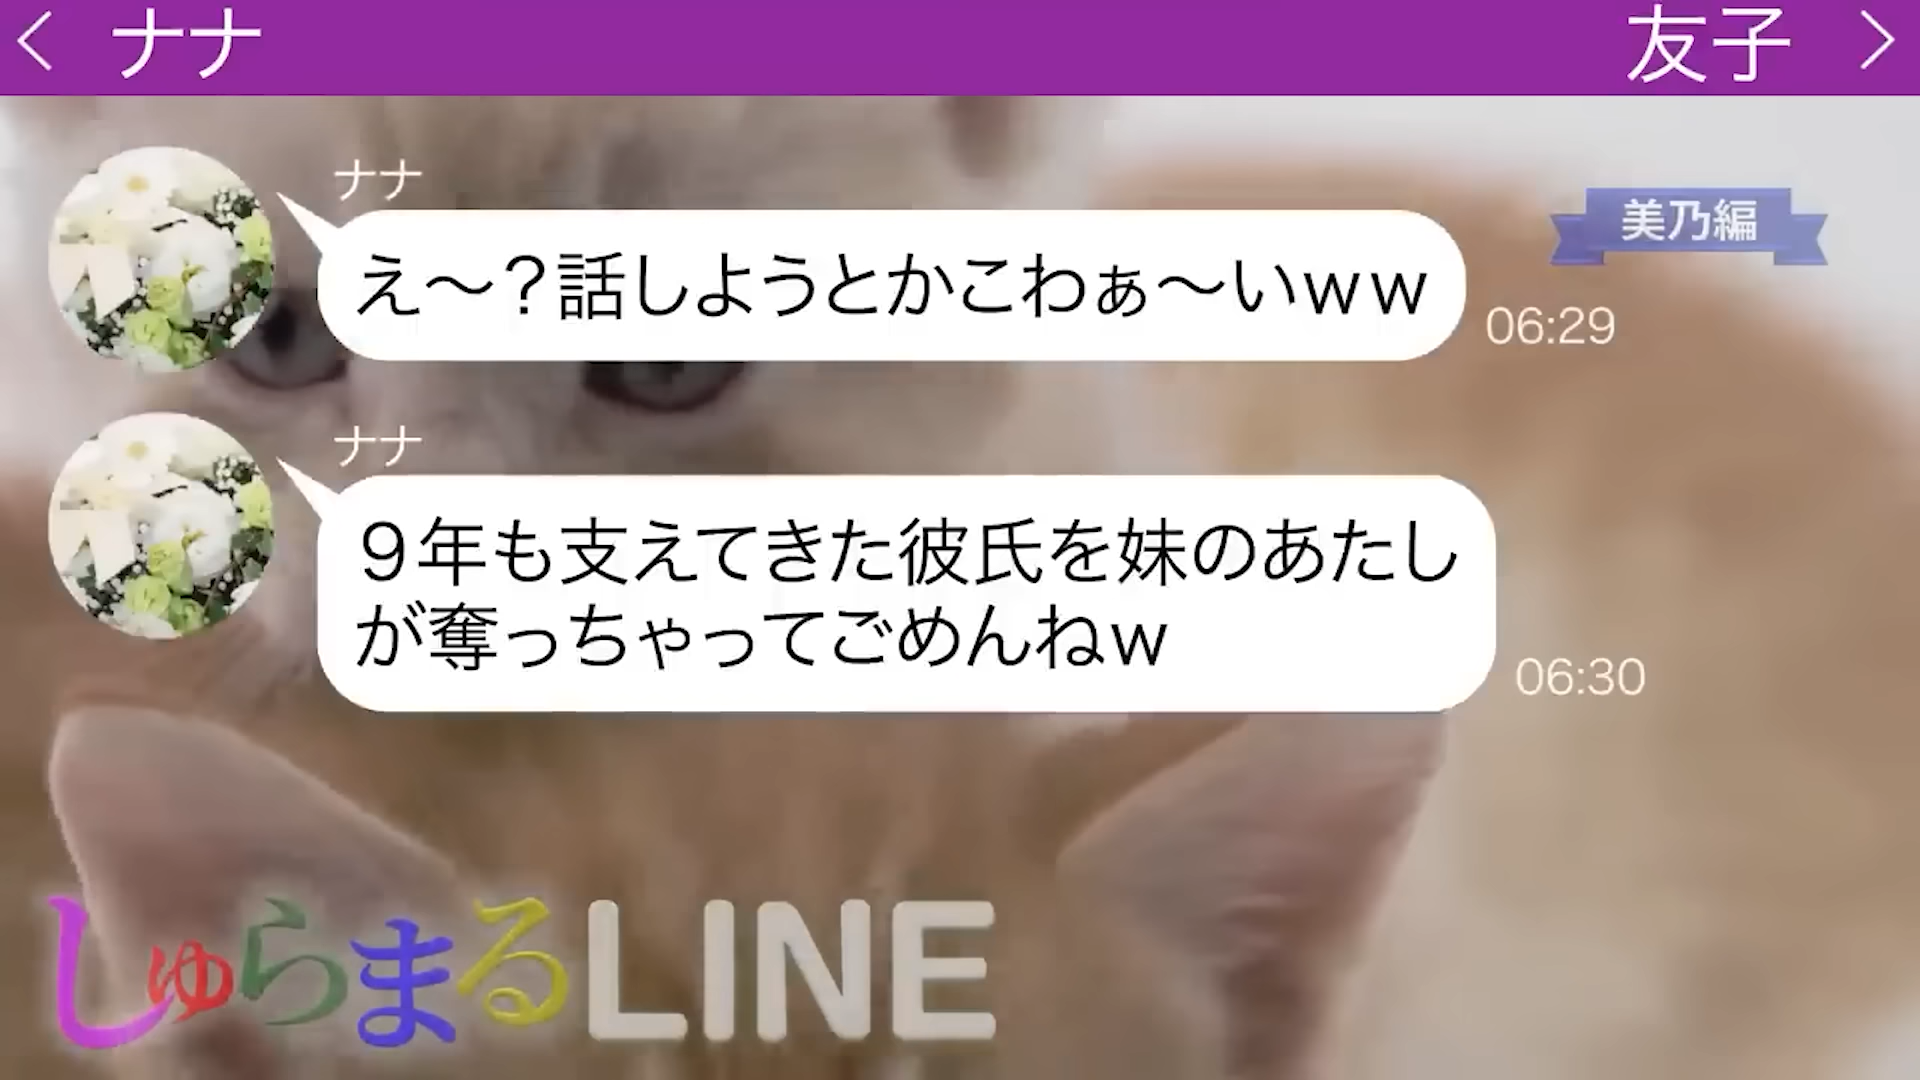 ナナ
友子
ナナ
美乃編
え〜？話しようとかこわぁ〜いｗｗ
06:29
ナナ
９年も支えてきた彼氏を妹のあたし
が奪っちゃってごめんねｗ
06:30
しゅらまるLINE